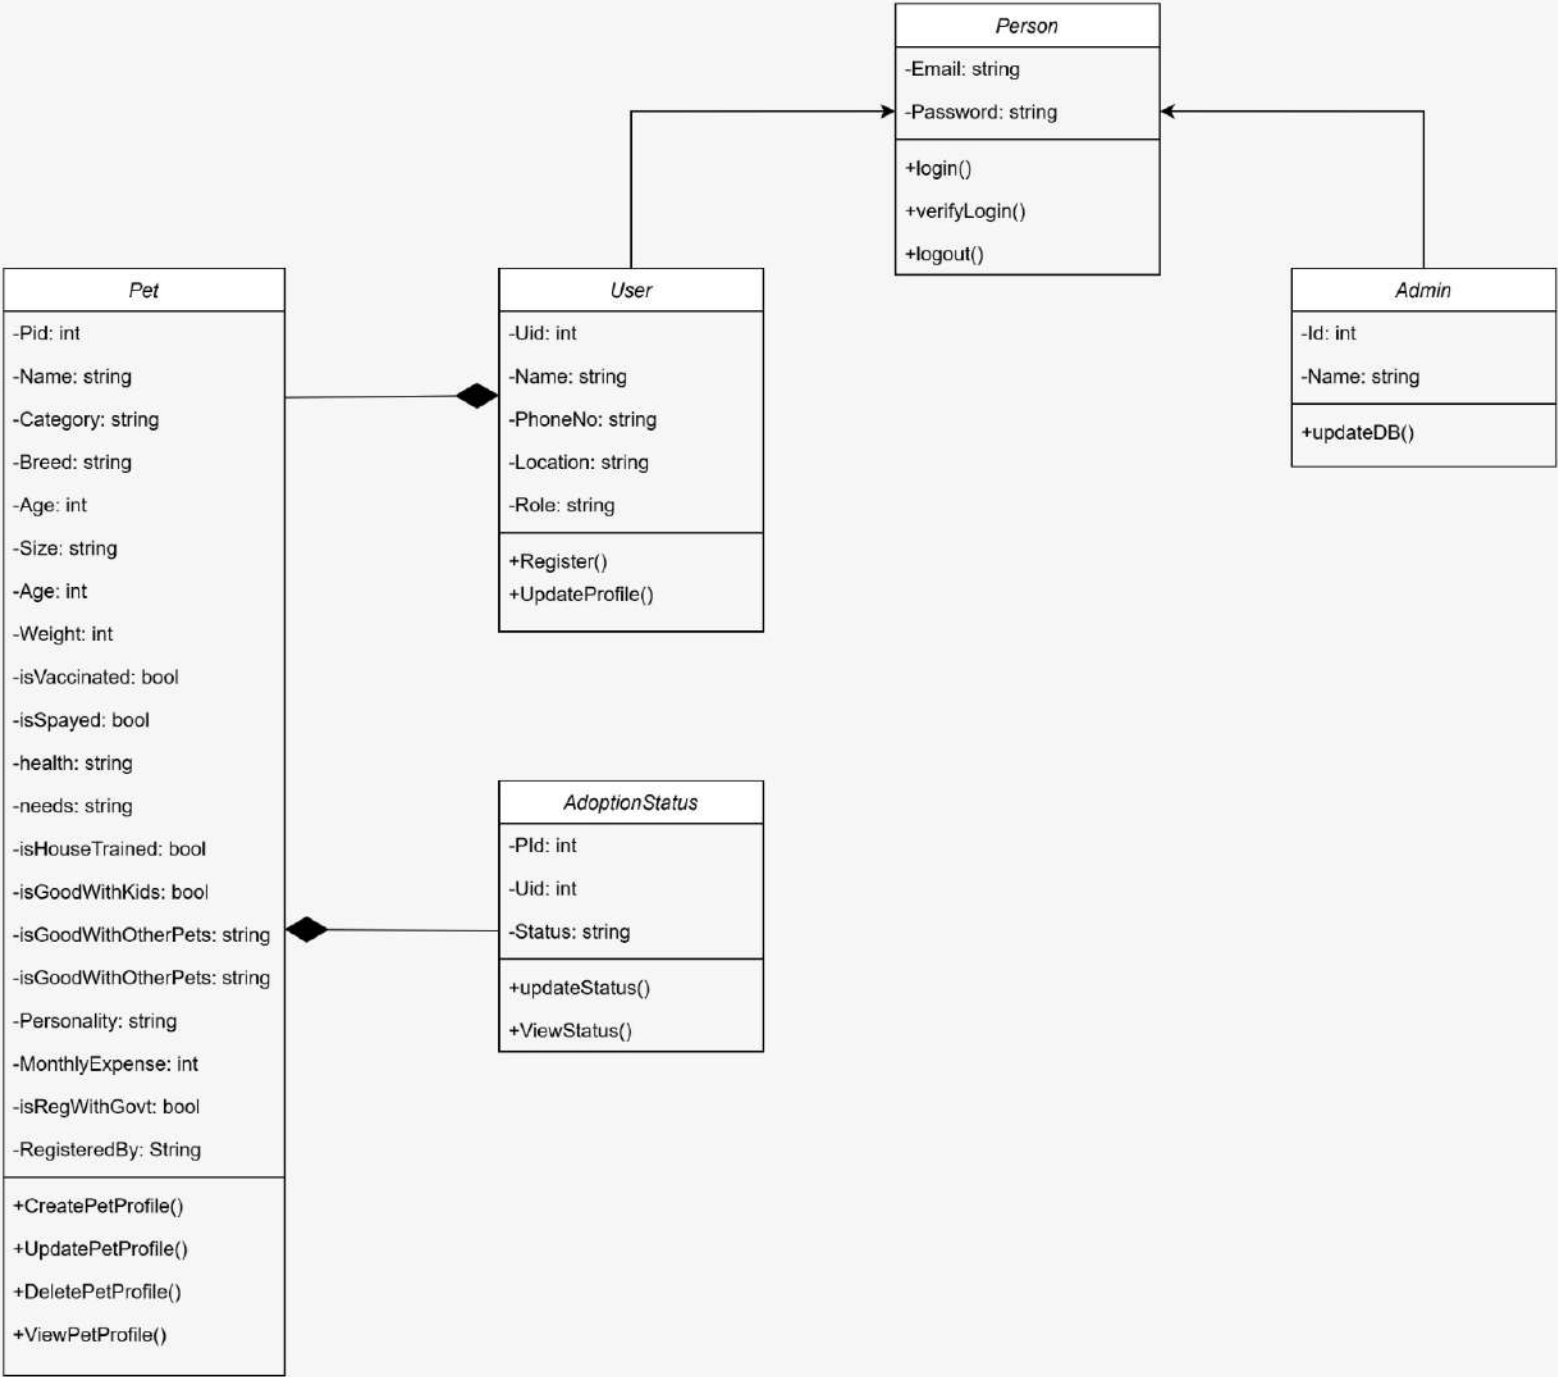 Person
-Email: string
-Password: string
+login()
+verifyLogin()
+logout()
Pet
-Pid: int
-Name: string
-Category: string
-Breed: string
-Age: int
-Size: string
-Age: int
-Weight: int
-isVaccinated: bool
-isSpayed: bool
-health: string
-needs: string
-isHouseTrained: bool
-isGoodWithKids: bool
-isGoodWithOtherPets: string
-isGoodWithOtherPets: string
-Personality: string
-MonthlyExpense: int
-isRegWithGovt: bool
-RegisteredBy: String
+CreatePetProfile()
+UpdatePetProfile()
+DeletePetProfile()
+ViewPetProfile()
User
-Uid: int
-Name: string
-PhoneNo: string
-Location: string
-Role: string
+Register()
+UpdateProfile()
Admin
-Id: int
-Name: string
+updateDB()
AdoptionStatus
-PId: int
-Uid: int
-Status: string
+updateStatus()
+ViewStatus()